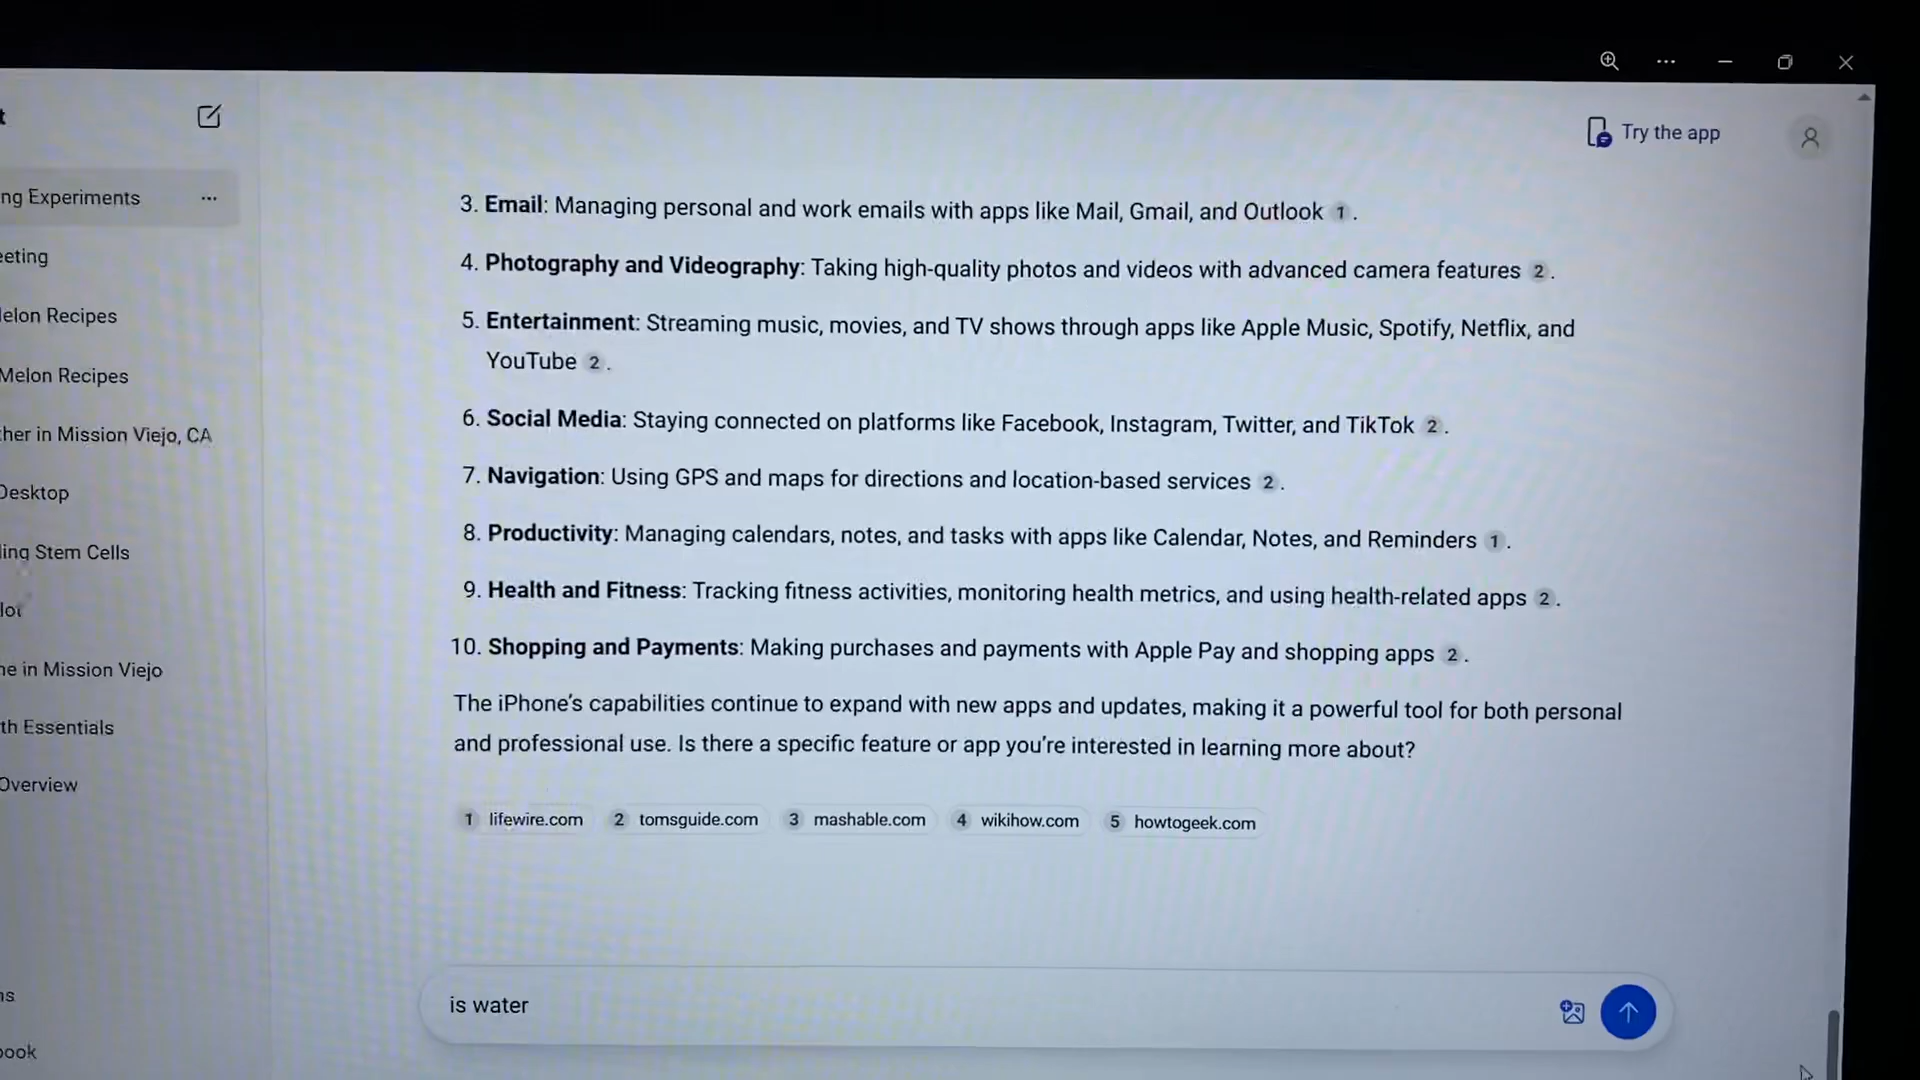 Try the app
ng Experiments
eeting
elon Recipes
Melon Recipes
her in Mission Viejo, CA
Desktop
ing Stem Cells
ne in Mission Viejo
th Essentials
Overview
ns
book
3. Email: Managing personal and work emails with apps like Mail, Gmail, and Outlook 1.
4. Photography and Videography: Taking high-quality photos and videos with advanced camera features 2.
5. Entertainment: Streaming music, movies, and TV shows through apps like Apple Music, Spotify, Netflix, and
YouTube 2.
6. Social Media: Staying connected on platforms like Facebook, Instagram, Twitter, and TikTok 2.
7. Navigation: Using GPS and maps for directions and location-based services 2.
8. Productivity: Managing calendars, notes, and tasks with apps like Calendar, Notes, and Reminders 1.
9. Health and Fitness: Tracking fitness activities, monitoring health metrics, and using health-related apps 2.
10. Shopping and Payments: Making purchases and payments with Apple Pay and shopping apps 2.
The iPhone's capabilities continue to expand with new apps and updates, making it a powerful tool for both personal
and professional use. Is there a specific feature or app you're interested in learning more about?
1 lifewire.com 2 tomsguide.com 3 mashable.com 4 wikihow.com 5 howtogeek.com
is water